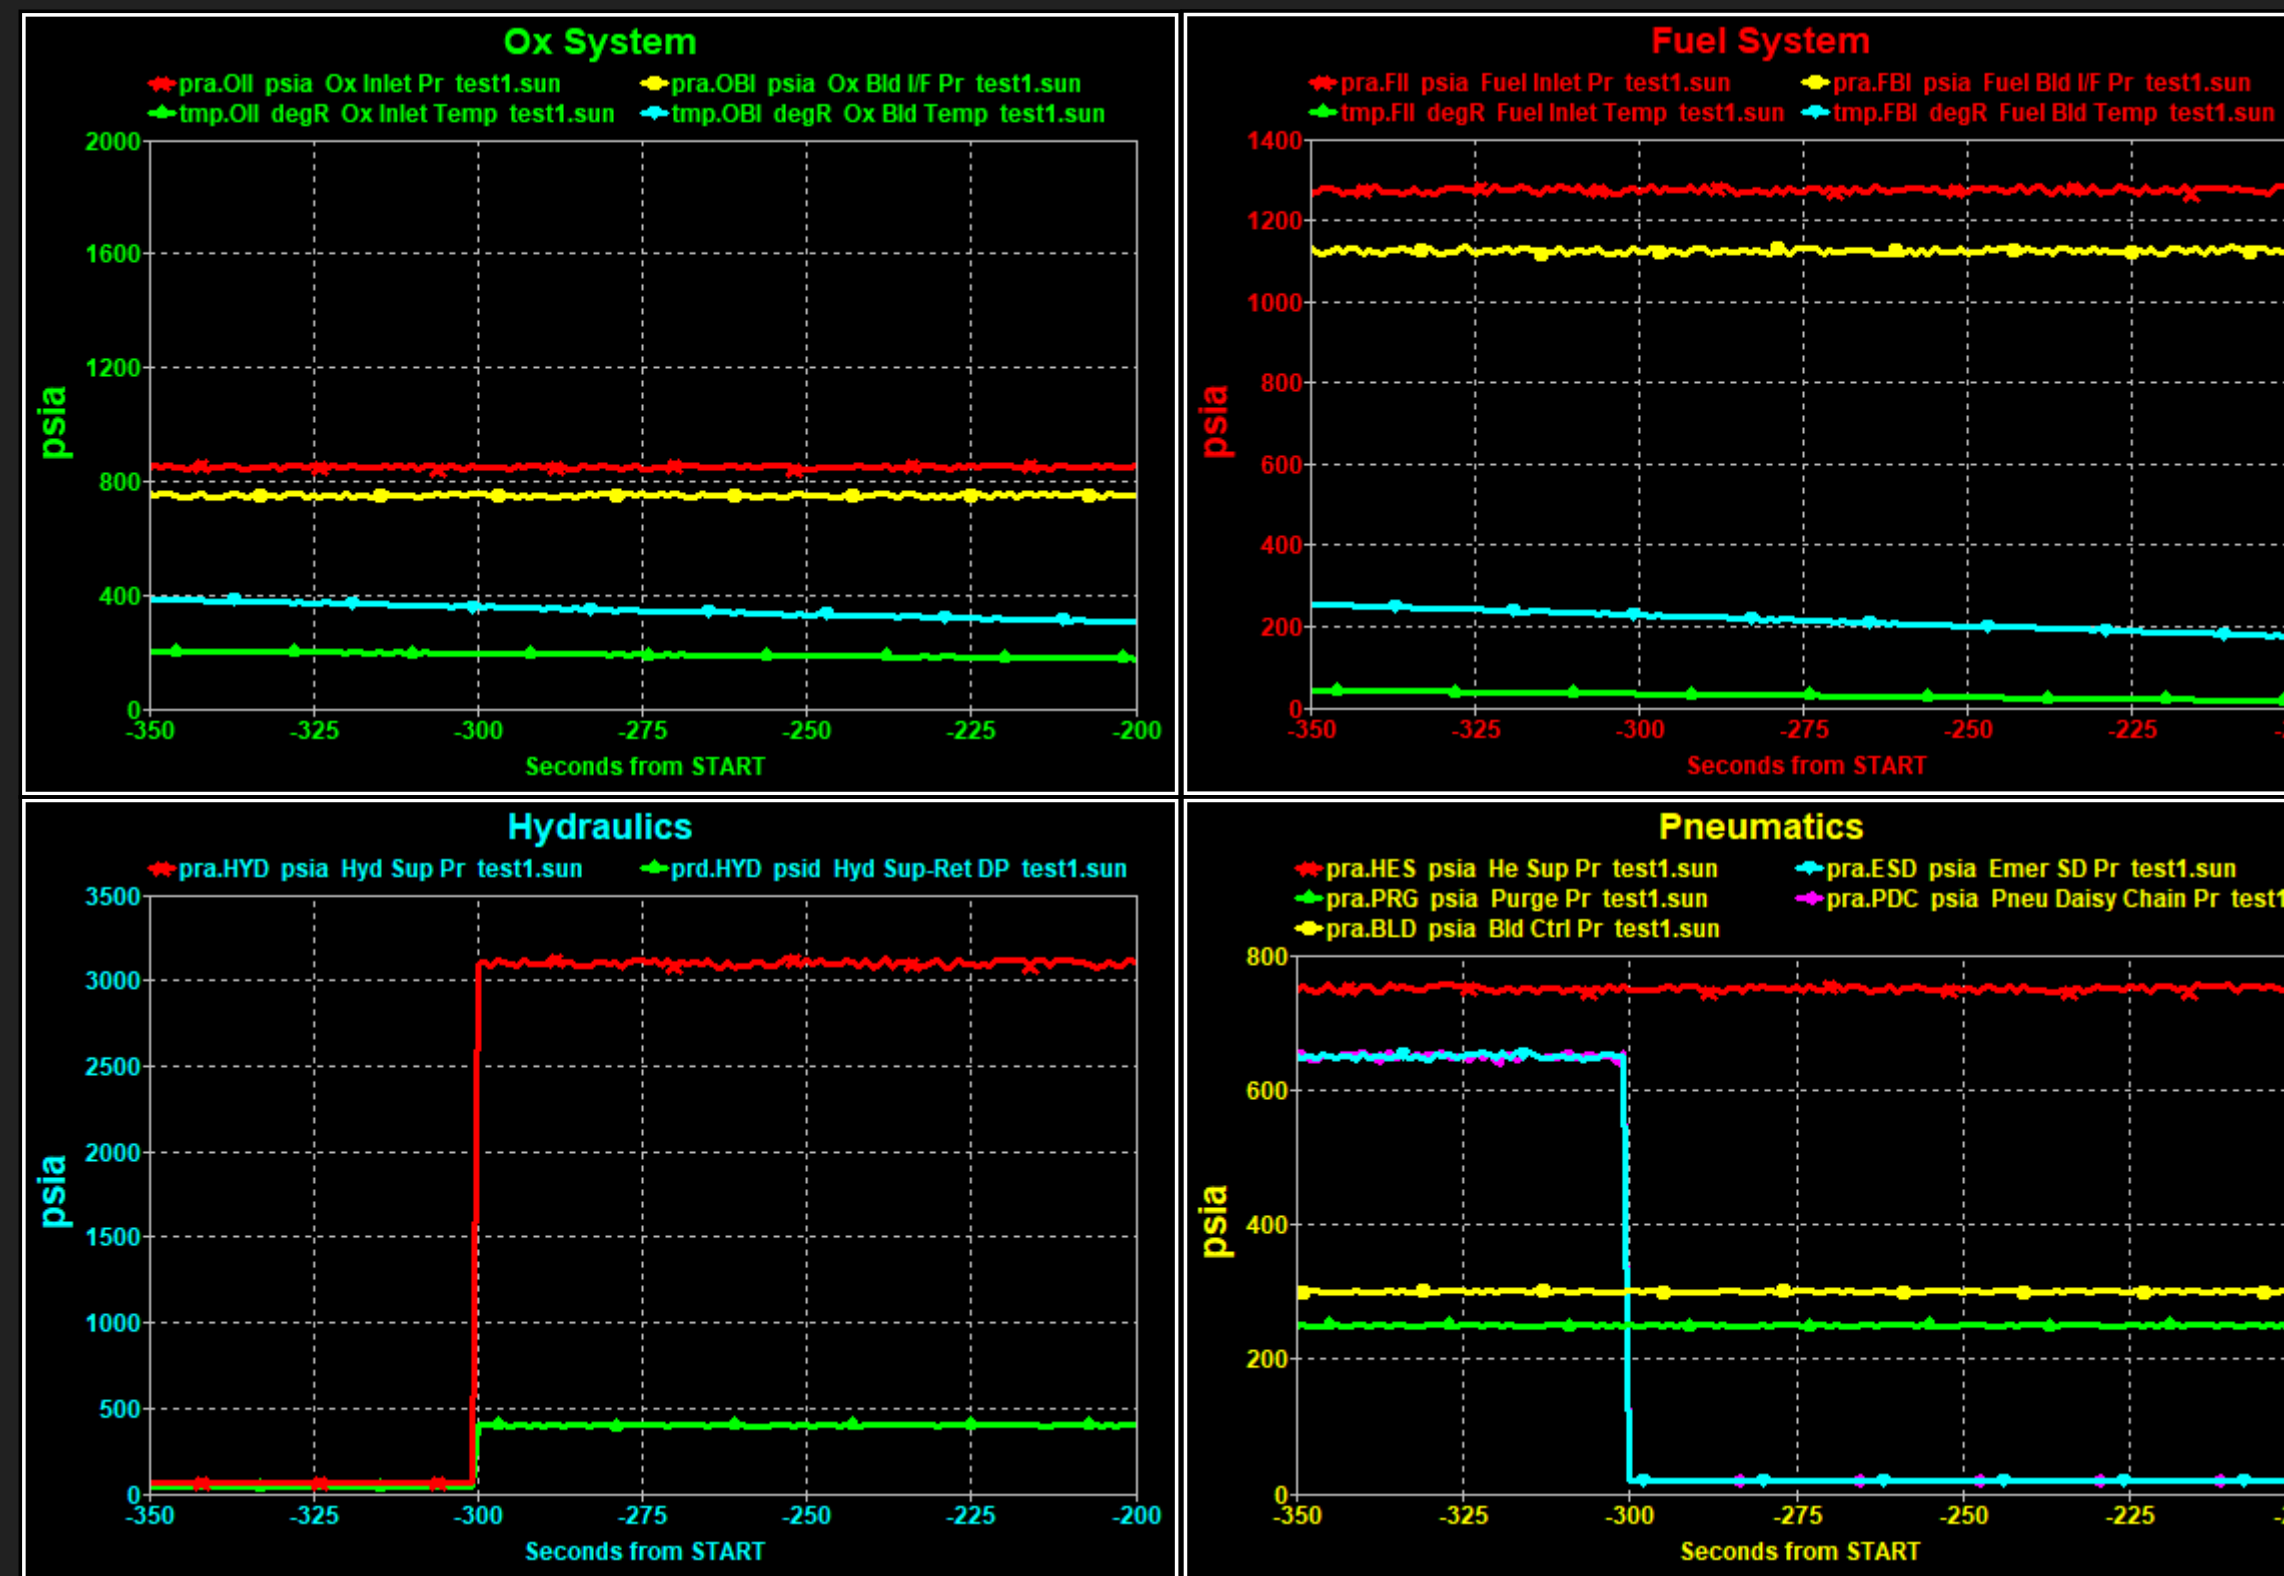 Ox System
pra.OII psia Ox Inlet Pr test1.sun pra.OBI psia Ox Bld I/F Pr test1.sun
tmp.OII degR Ox Inlet Temp test1.sun tmp.OBI degR Ox Bld Temp test1.sun
2000
1600
1200
800
400
0
psia
-350 -325 -300 -275 -250 -225 -200
Seconds from START
Fuel System
pra.FII psia Fuel Inlet Pr test1.sun pra.FBI psia Fuel Bld I/F Pr test1.sun
tmp.FII degR Fuel Inlet Temp test1.sun tmp.FBI degR Fuel Bld Temp test1.sun
1400
1200
1000
800
600
400
200
0
psia
-350 -325 -300 -275 -250 -225
Seconds from START
Hydraulics
pra.HYD psia Hyd Sup Pr test1.sun prd.HYD psid Hyd Sup-Ret DP test1.sun
3500
3000
2500
2000
1500
1000
500
0
psia
-350 -325 -300 -275 -250 -225 -200
Seconds from START
Pneumatics
pra.HES psia He Sup Pr test1.sun pra.ESD psia Emer SD Pr test1.sun
pra.PRG psia Purge Pr test1.sun pra.PDC psia Pneu Daisy Chain Pr test1
pra.BLD psia Bld Ctrl Pr test1.sun
800
600
400
200
0
psia
-350 -325 -300 -275 -250 -225
Seconds from START